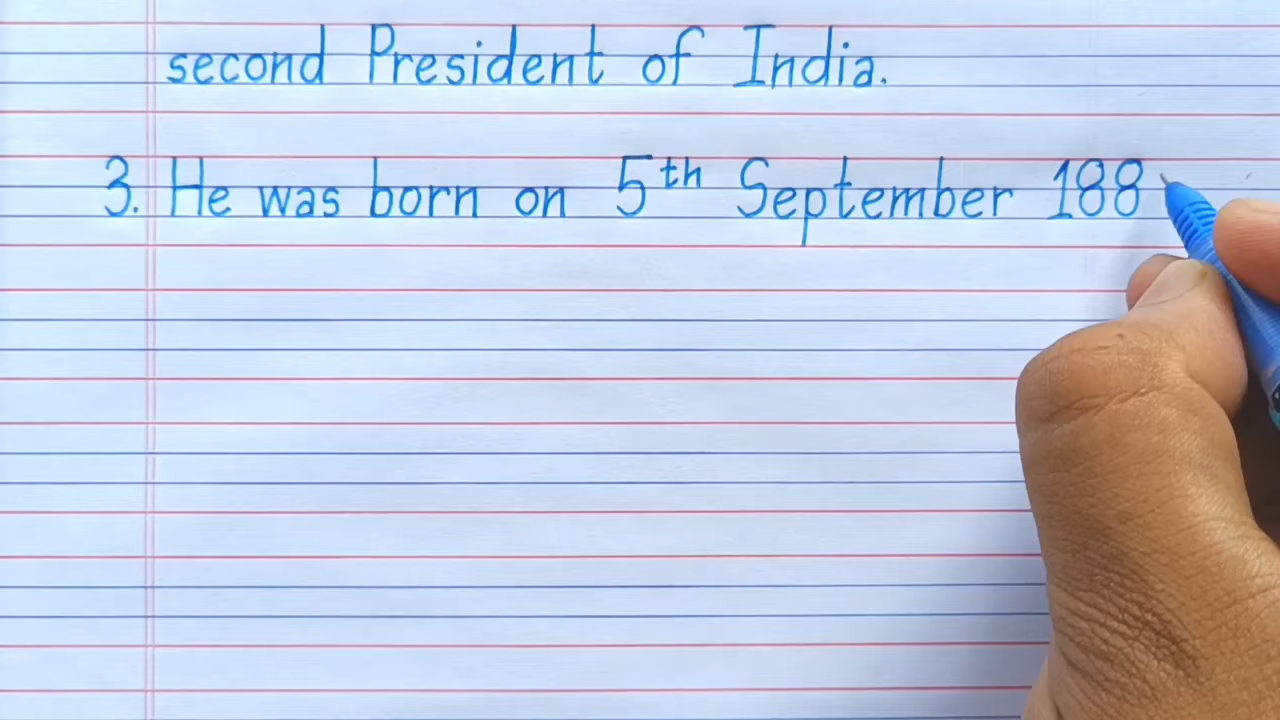 second President of India.
3. He was born on 5th September 188